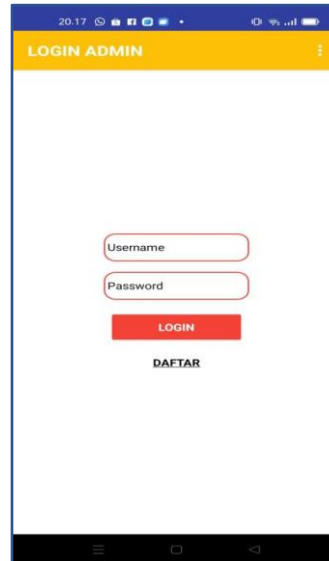 20.17
LOGIN ADMIN
Username
Password
LOGIN
DAFTAR